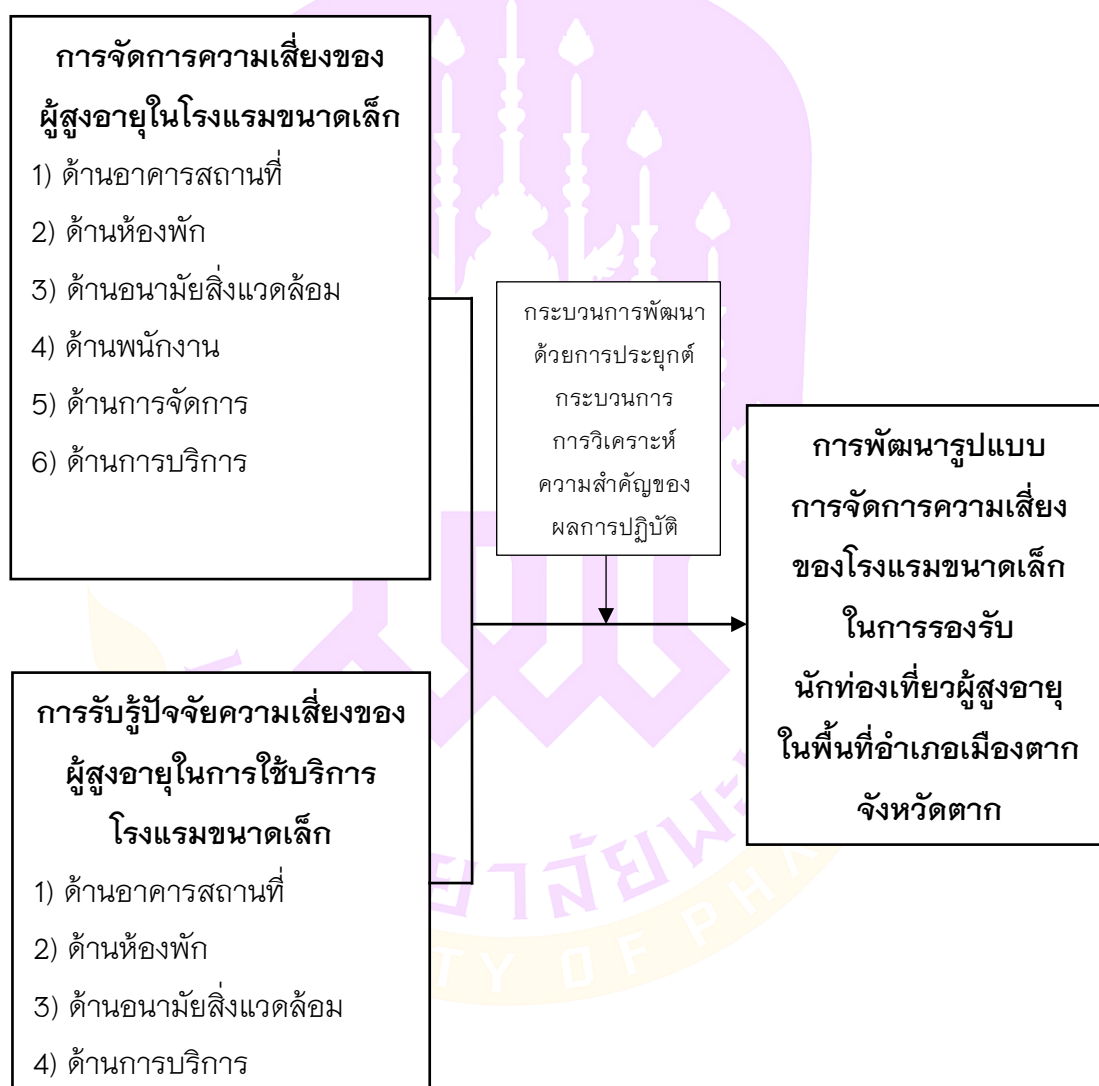 การจัดการความเสี่ยงของ
ผู้สูงอายุในโรงแรมขนาดเล็ก
1) ด้านอาคารสถานที่
2) ด้านห้องพัก
3) ด้านอนามัยสิ่งแวดล้อม
4) ด้านพนักงาน
5) ด้านการจัดการ
6) ด้านการบริการ
กระบวนการพัฒนา
ด้วยการประยุกต์
กระบวนการ
การวิเคราะห์
ความสำคัญของ
ผลการปฏิบัติ
การพัฒนารูปแบบ
การจัดการความเสี่ยง
ของโรงแรมขนาดเล็ก
ในการรองรับ
นักท่องเที่ยวผู้สูงอายุ
ในพื้นที่อำเภอเมืองตาก
จังหวัดตาก
การรับรู้ปัจจัยความเสี่ยงของ
ผู้สูงอายุในการใช้บริการ
โรงแรมขนาดเล็ก
1) ด้านอาคารสถานที่
2) ด้านห้องพัก
3) ด้านอนามัยสิ่งแวดล้อม
4) ด้านการบริการ